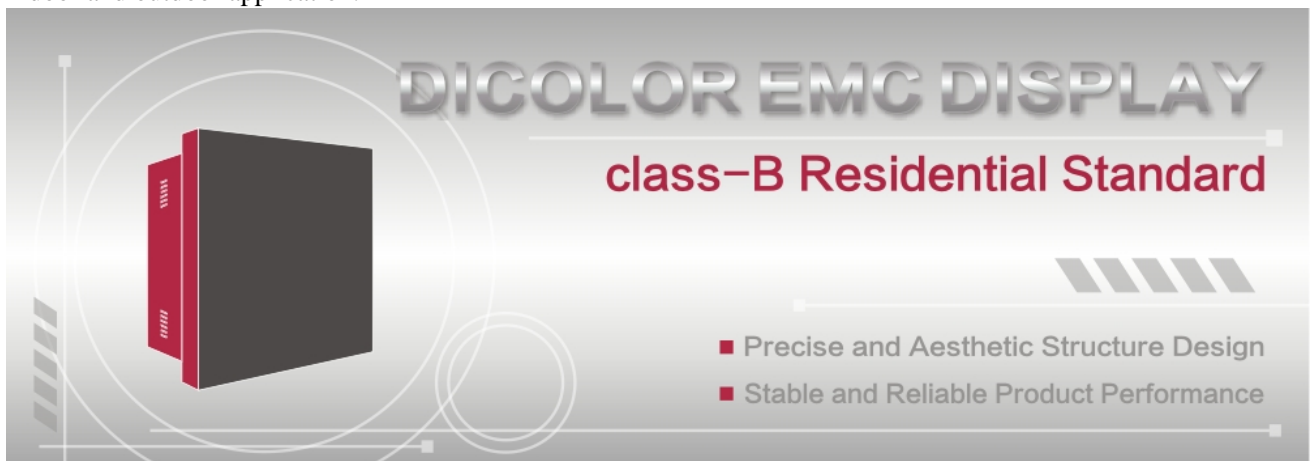 DICOLOR EMC DISPLAY
class-B Residential Standard
Precise and Aesthetic Structure Design
Stable and Reliable Product Performance